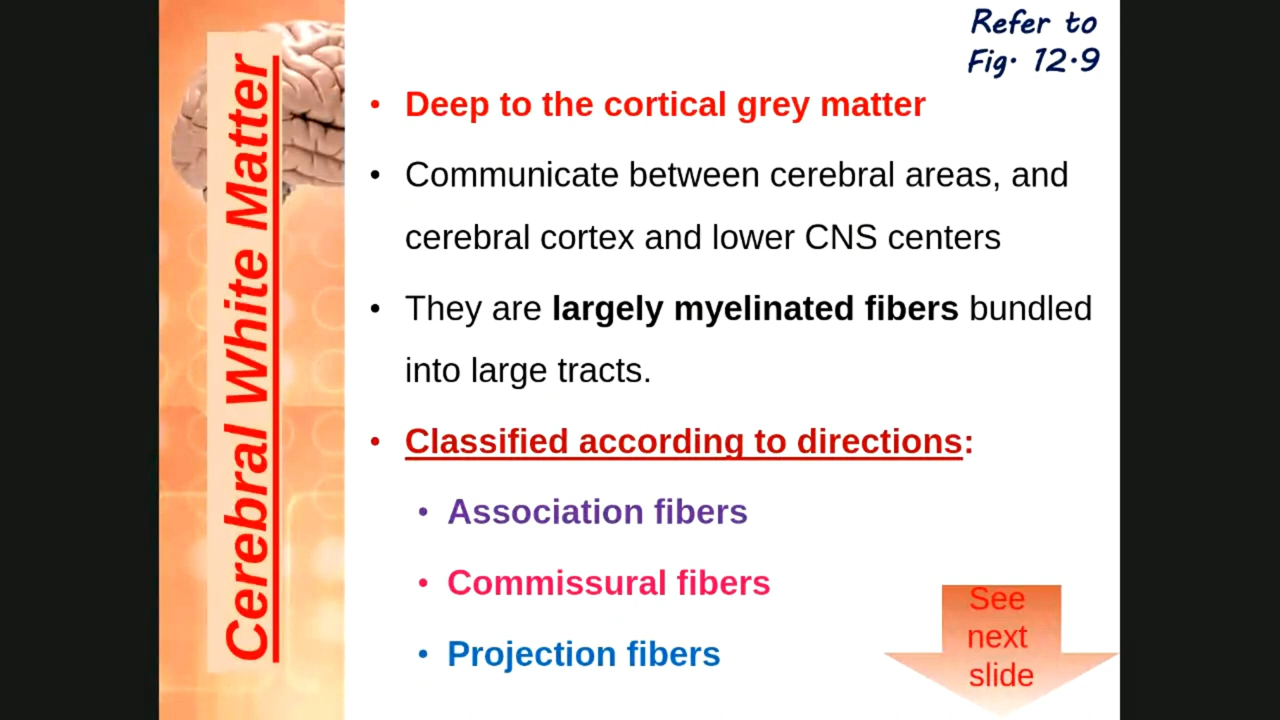 Cerebral White Matter
Refer to
Fig. 12.9
• Deep to the cortical grey matter
• Communicate between cerebral areas, and
cerebral cortex and lower CNS centers
• They are largely myelinated fibers bundled
into large tracts.
• Classified according to directions:
• Association fibers
• Commissural fibers
• Projection fibers
See
next
slide